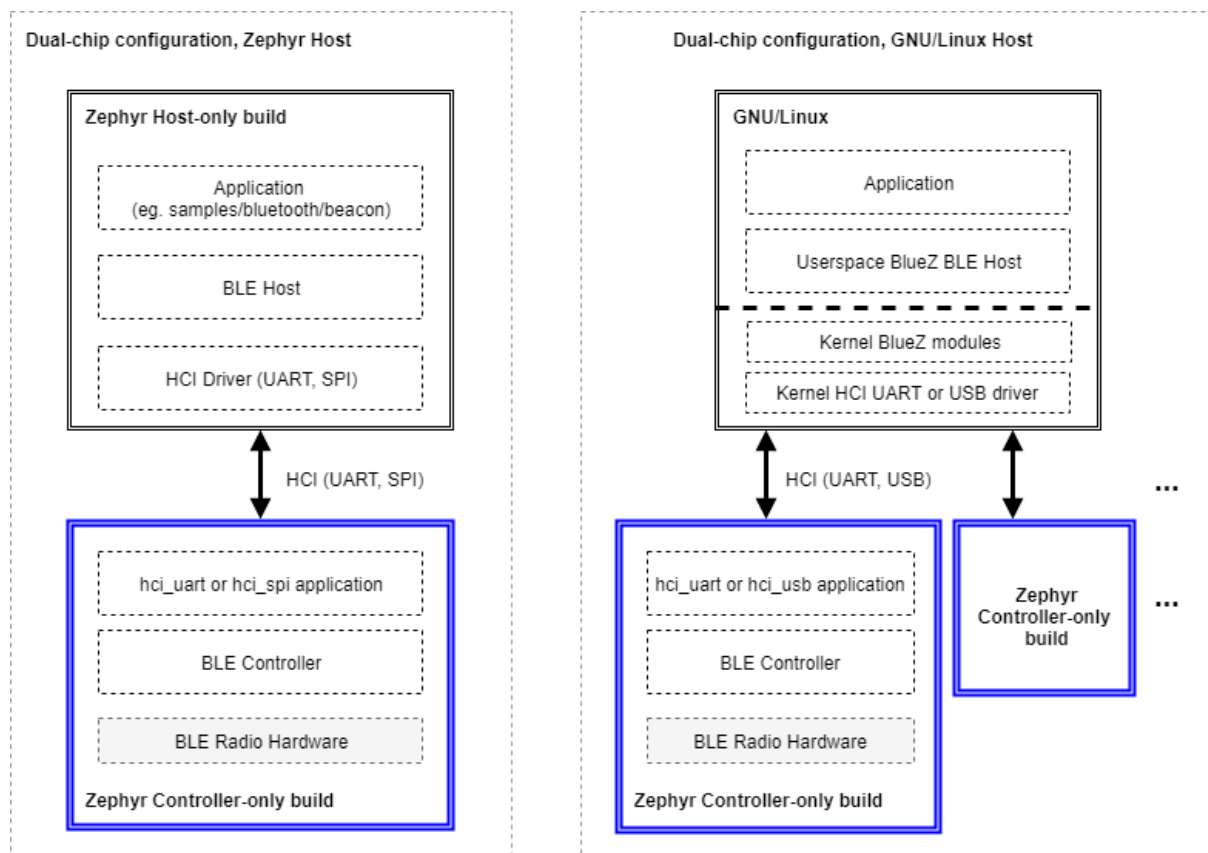 Dual-chip configuration, Zephyr Host
Zephyr Host-only build
Application
(eg. samples/bluetooth/beacon)
BLE Host
HCI Driver (UART, SPI)
HCI (UART, SPI)
hci_uart or hci_spi application
BLE Controller
BLE Radio Hardware
Zephyr Controller-only build
Dual-chip configuration, GNU/Linux Host
GNU/Linux
Application
Userspace BlueZ BLE Host
Kernel BlueZ modules
Kernel HCI UART or USB driver
HCI (UART, USB)
...
hci_uart or hci_usb application
BLE Controller
BLE Radio Hardware
Zephyr Controller-only build
Zephyr
Controller-only
build
...